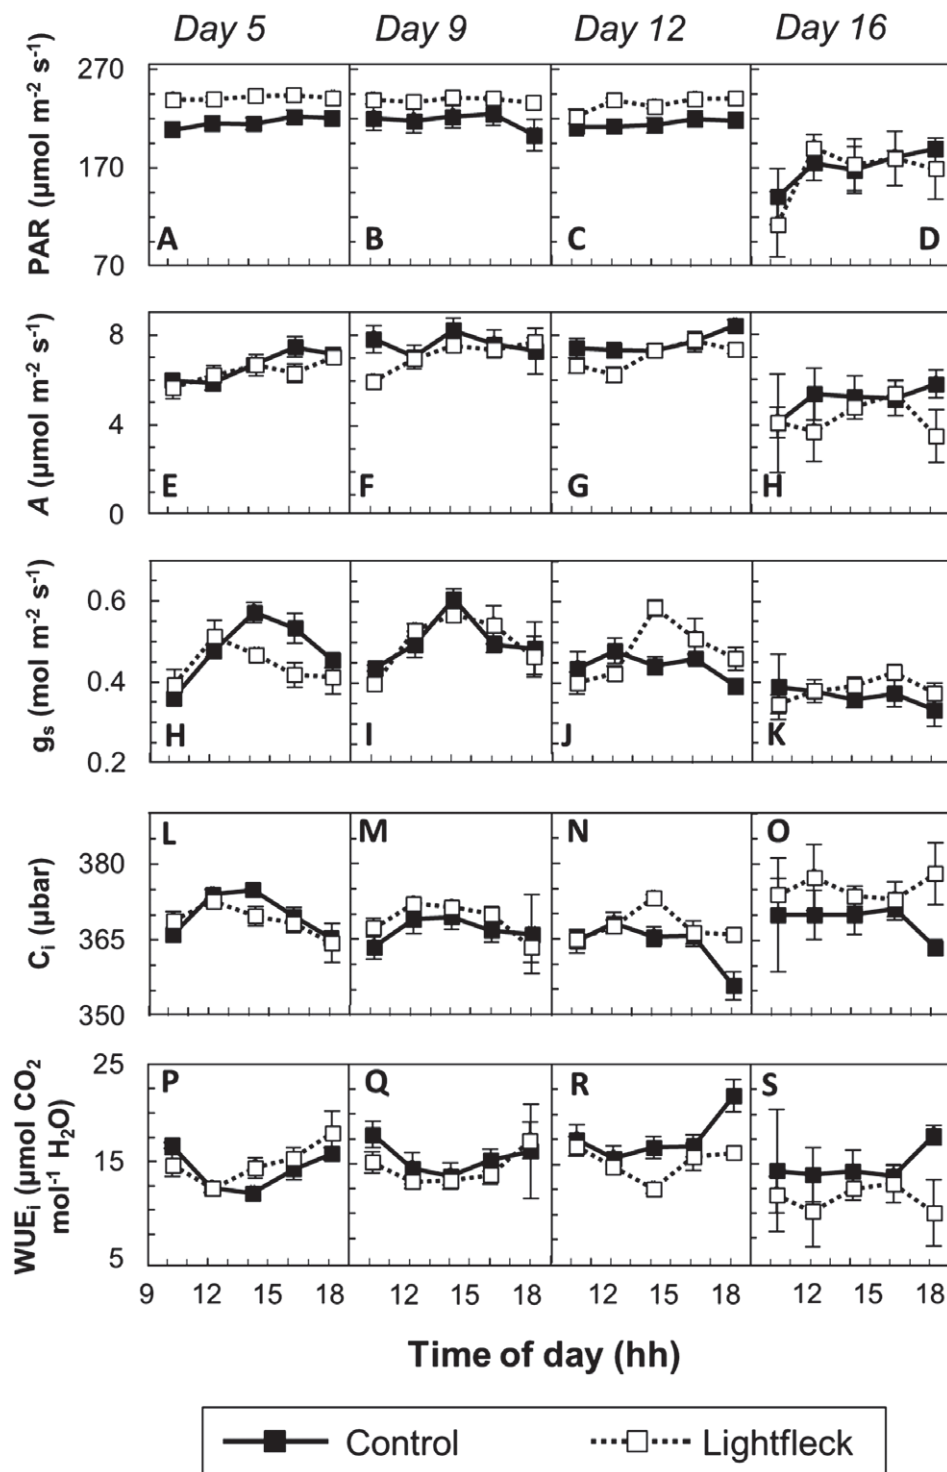 Day 5 Day 9 Day 12 Day 16
PAR (µmol m⁻² s⁻¹)
270
170
70
A B C D
A (µmol m⁻² s⁻¹)
8
4
0
E F G H
gₛ (mol m⁻² s⁻¹)
0.6
0.4
0.2
H I J K
Cᵢ (µbar)
380
365
350
L M N O
WUEᵢ (µmol CO₂
mol⁻¹ H₂O)
25
15
5
P Q R S
9 12 15 18 12 15 18 12 15 18 12 15 18
Time of day (hh)
Control Lightfleck